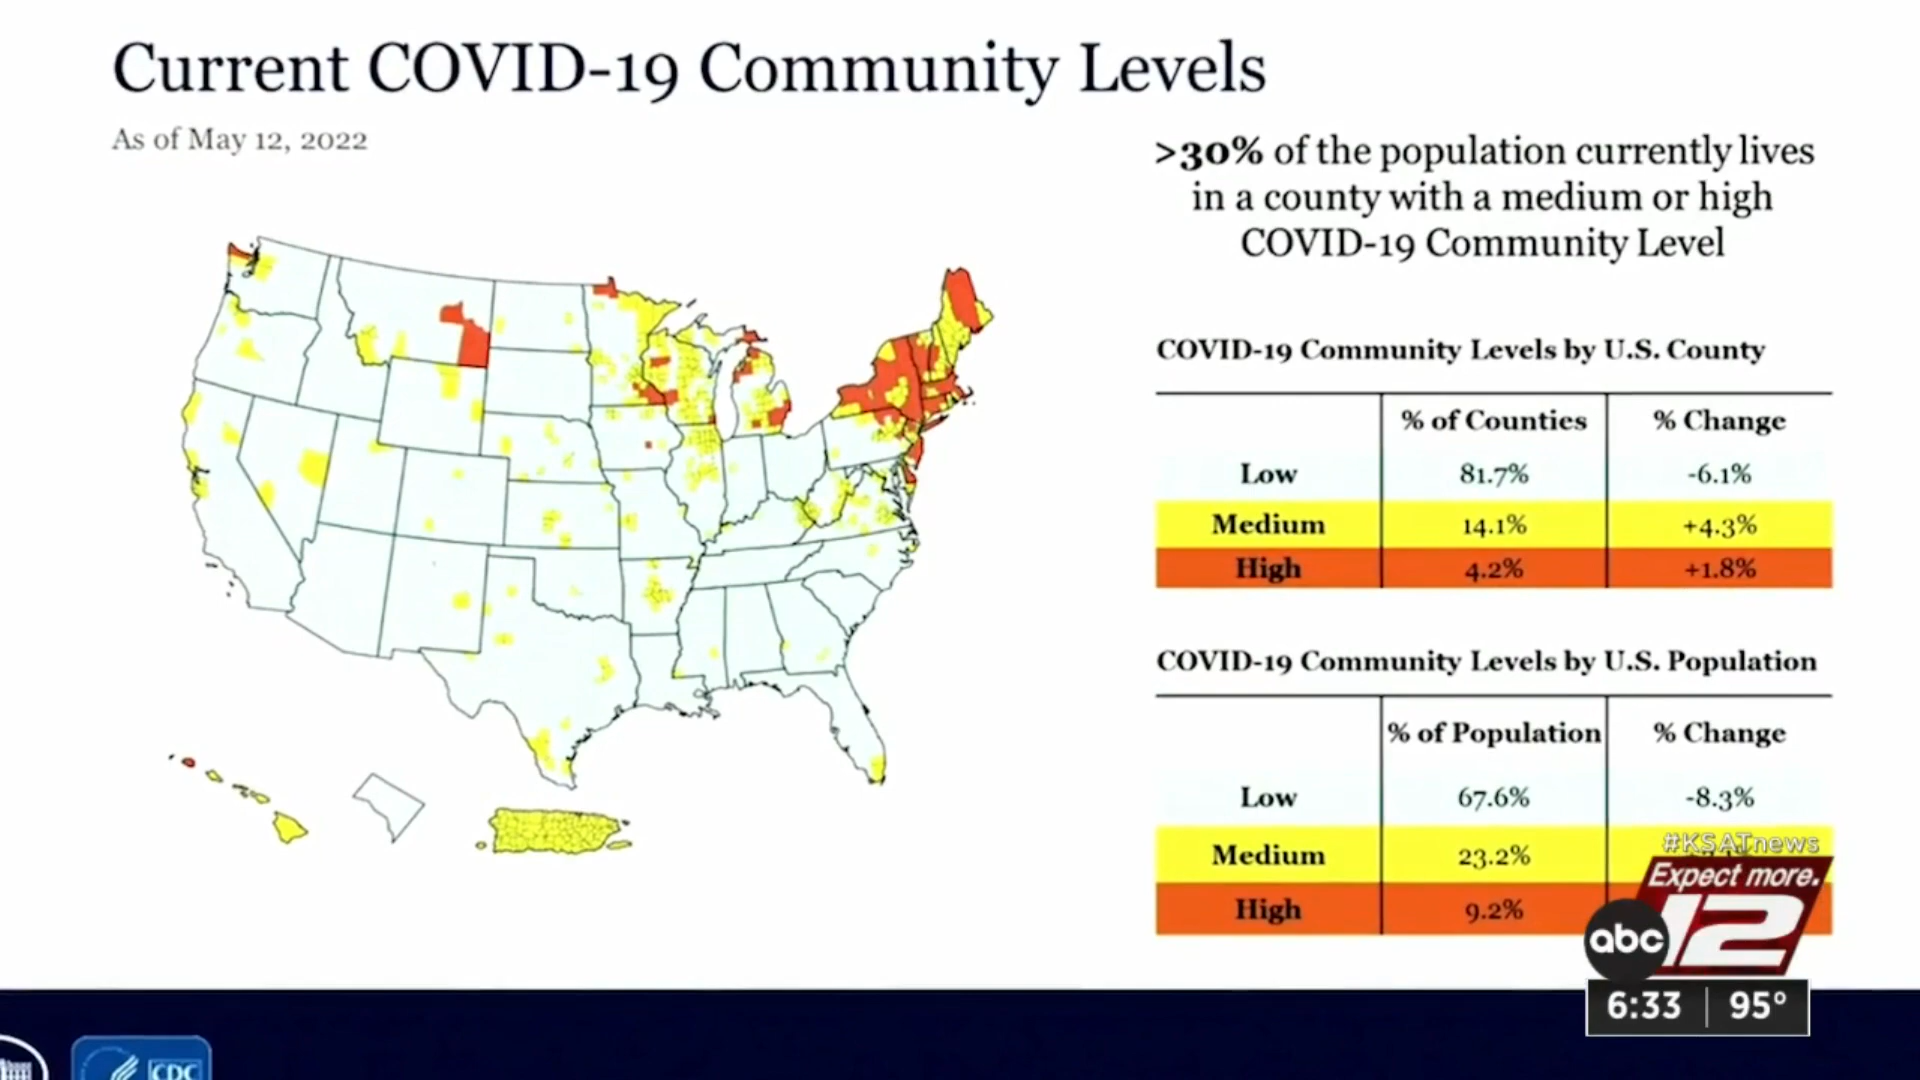 Current COVID-19 Community Levels
As of May 12, 2022
>30% of the population currently lives
in a county with a medium or high
COVID-19 Community Level
COVID-19 Community Levels by U.S. County
% of Counties % Change
Low 81.7% -6.1%
Medium 14.1% +4.3%
High 4.2% +1.8%
COVID-19 Community Levels by U.S. Population
% of Population % Change
Low 67.6% -8.3%
Medium 23.2%
High 9.2%
#KSATnews
Expect more.
abc 12
6:33 95°
CDC